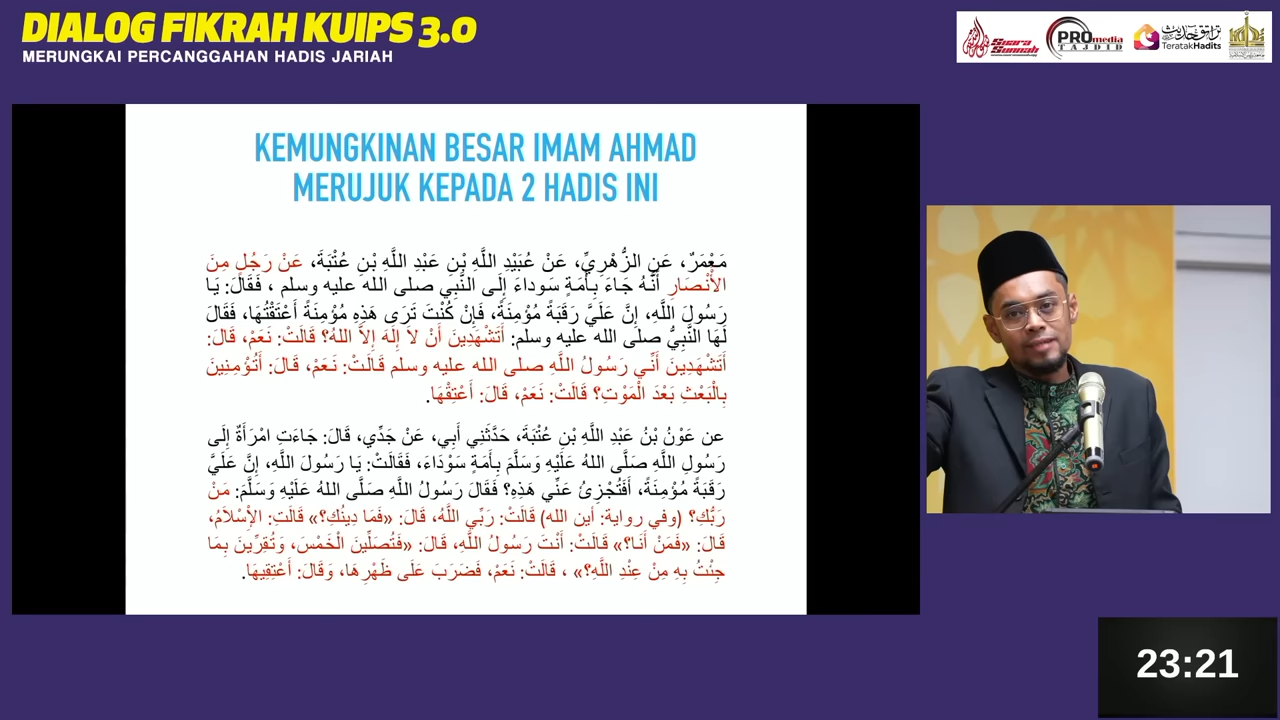 DIALOG FIKRAH KUIPS 3.0
MERUNGKAI PERCANGGAHAN HADIS JARIAH
Suara
Sunnah
PROmedia
TAJDID
TeratakHadits
KEMUNGKINAN BESAR IMAM AHMAD
MERUJUK KEPADA 2 HADIS INI
مَعْمَرٌ، عَنِ الزُّهْرِيِّ، عَنْ عُبَيْدِ اللَّهِ بْنِ عَبْدِ اللَّهِ بْنِ عُتْبَةَ، عَنْ رَجُلٍ مِنَ
الأَنْصَارِ أَنَّهُ جَاءَ بِأَمَةٍ سَوداءَ إِلَى النَّبِي صلى الله عليه وسلم ، فَقَالَ: يَا
رَسُولَ اللَّهِ، إِنَّ عَلَيَّ رَقَبَةً مُؤْمِنَةً، فَإِنْ كُنْتَ تَرَى هَذِهِ مُؤْمِنَةً أَعْتَقْتُهَا، فَقَالَ
لَهَا النَّبِيُّ صلى الله عليه وسلم: أَتَشْهَدِينَ أَنْ لاَ إِلَهَ إِلاَّ اللهُ؟ قَالَتْ: نَعَمْ، قَالَ:
أَتَشْهَدِينَ أَنِّي رَسُولُ اللَّهِ صلى الله عليه وسلم قَالَتْ: نَعَمْ، قَالَ: أَتُؤْمِنِينَ
بِالْبَعْثِ بَعْدَ الْمَوْتِ؟ قَالَتْ: نَعَمْ، قَالَ: أَعْتِقْهَا.
عن عَوْنُ بْنُ عَبْدِ اللَّهِ بْنِ عُتْبَةَ، حَدَّثَنِي أَبِي، عَنْ جَدِّي، قَالَ: جَاءَتِ امْرَأَةٌ إِلَى
رَسُولِ اللَّهِ صَلَّى اللهُ عَلَيْهِ وَسَلَّمَ بِأَمَةٍ سَوْدَاءَ، فَقَالَتْ: يَا رَسُولَ اللَّهِ، إِنَّ عَلَيَّ
رَقَبَةً مُؤْمِنَةً، أَفَتُجْزِئُ عَنِّي هَذِهِ؟ فَقَالَ رَسُولُ اللَّهِ صَلَّى اللهُ عَلَيْهِ وَسَلَّمَ: مَنْ
رَبُّكِ؟ (وفي رواية: أين الله) قَالَتْ: رَبِّي اللَّهُ، قَالَ: «فَمَا دِينُكِ؟» قَالَتِ: الإِسْلاَمُ،
قَالَ: «فَمَنْ أَنَا؟» قَالَتْ: أَنْتَ رَسُولُ اللَّهِ، قَالَ: «فَتُصَلِّينَ الْخَمْسَ، وَتُقِرِّينَ بِمَا
جِئْتُ بِهِ مِنْ عِنْدِ اللَّهِ؟» ، قَالَتْ: نَعَمْ، فَضَرَبَ عَلَى ظَهْرِهَا، وَقَالَ: أَعْتِقِيهَا.
23:21